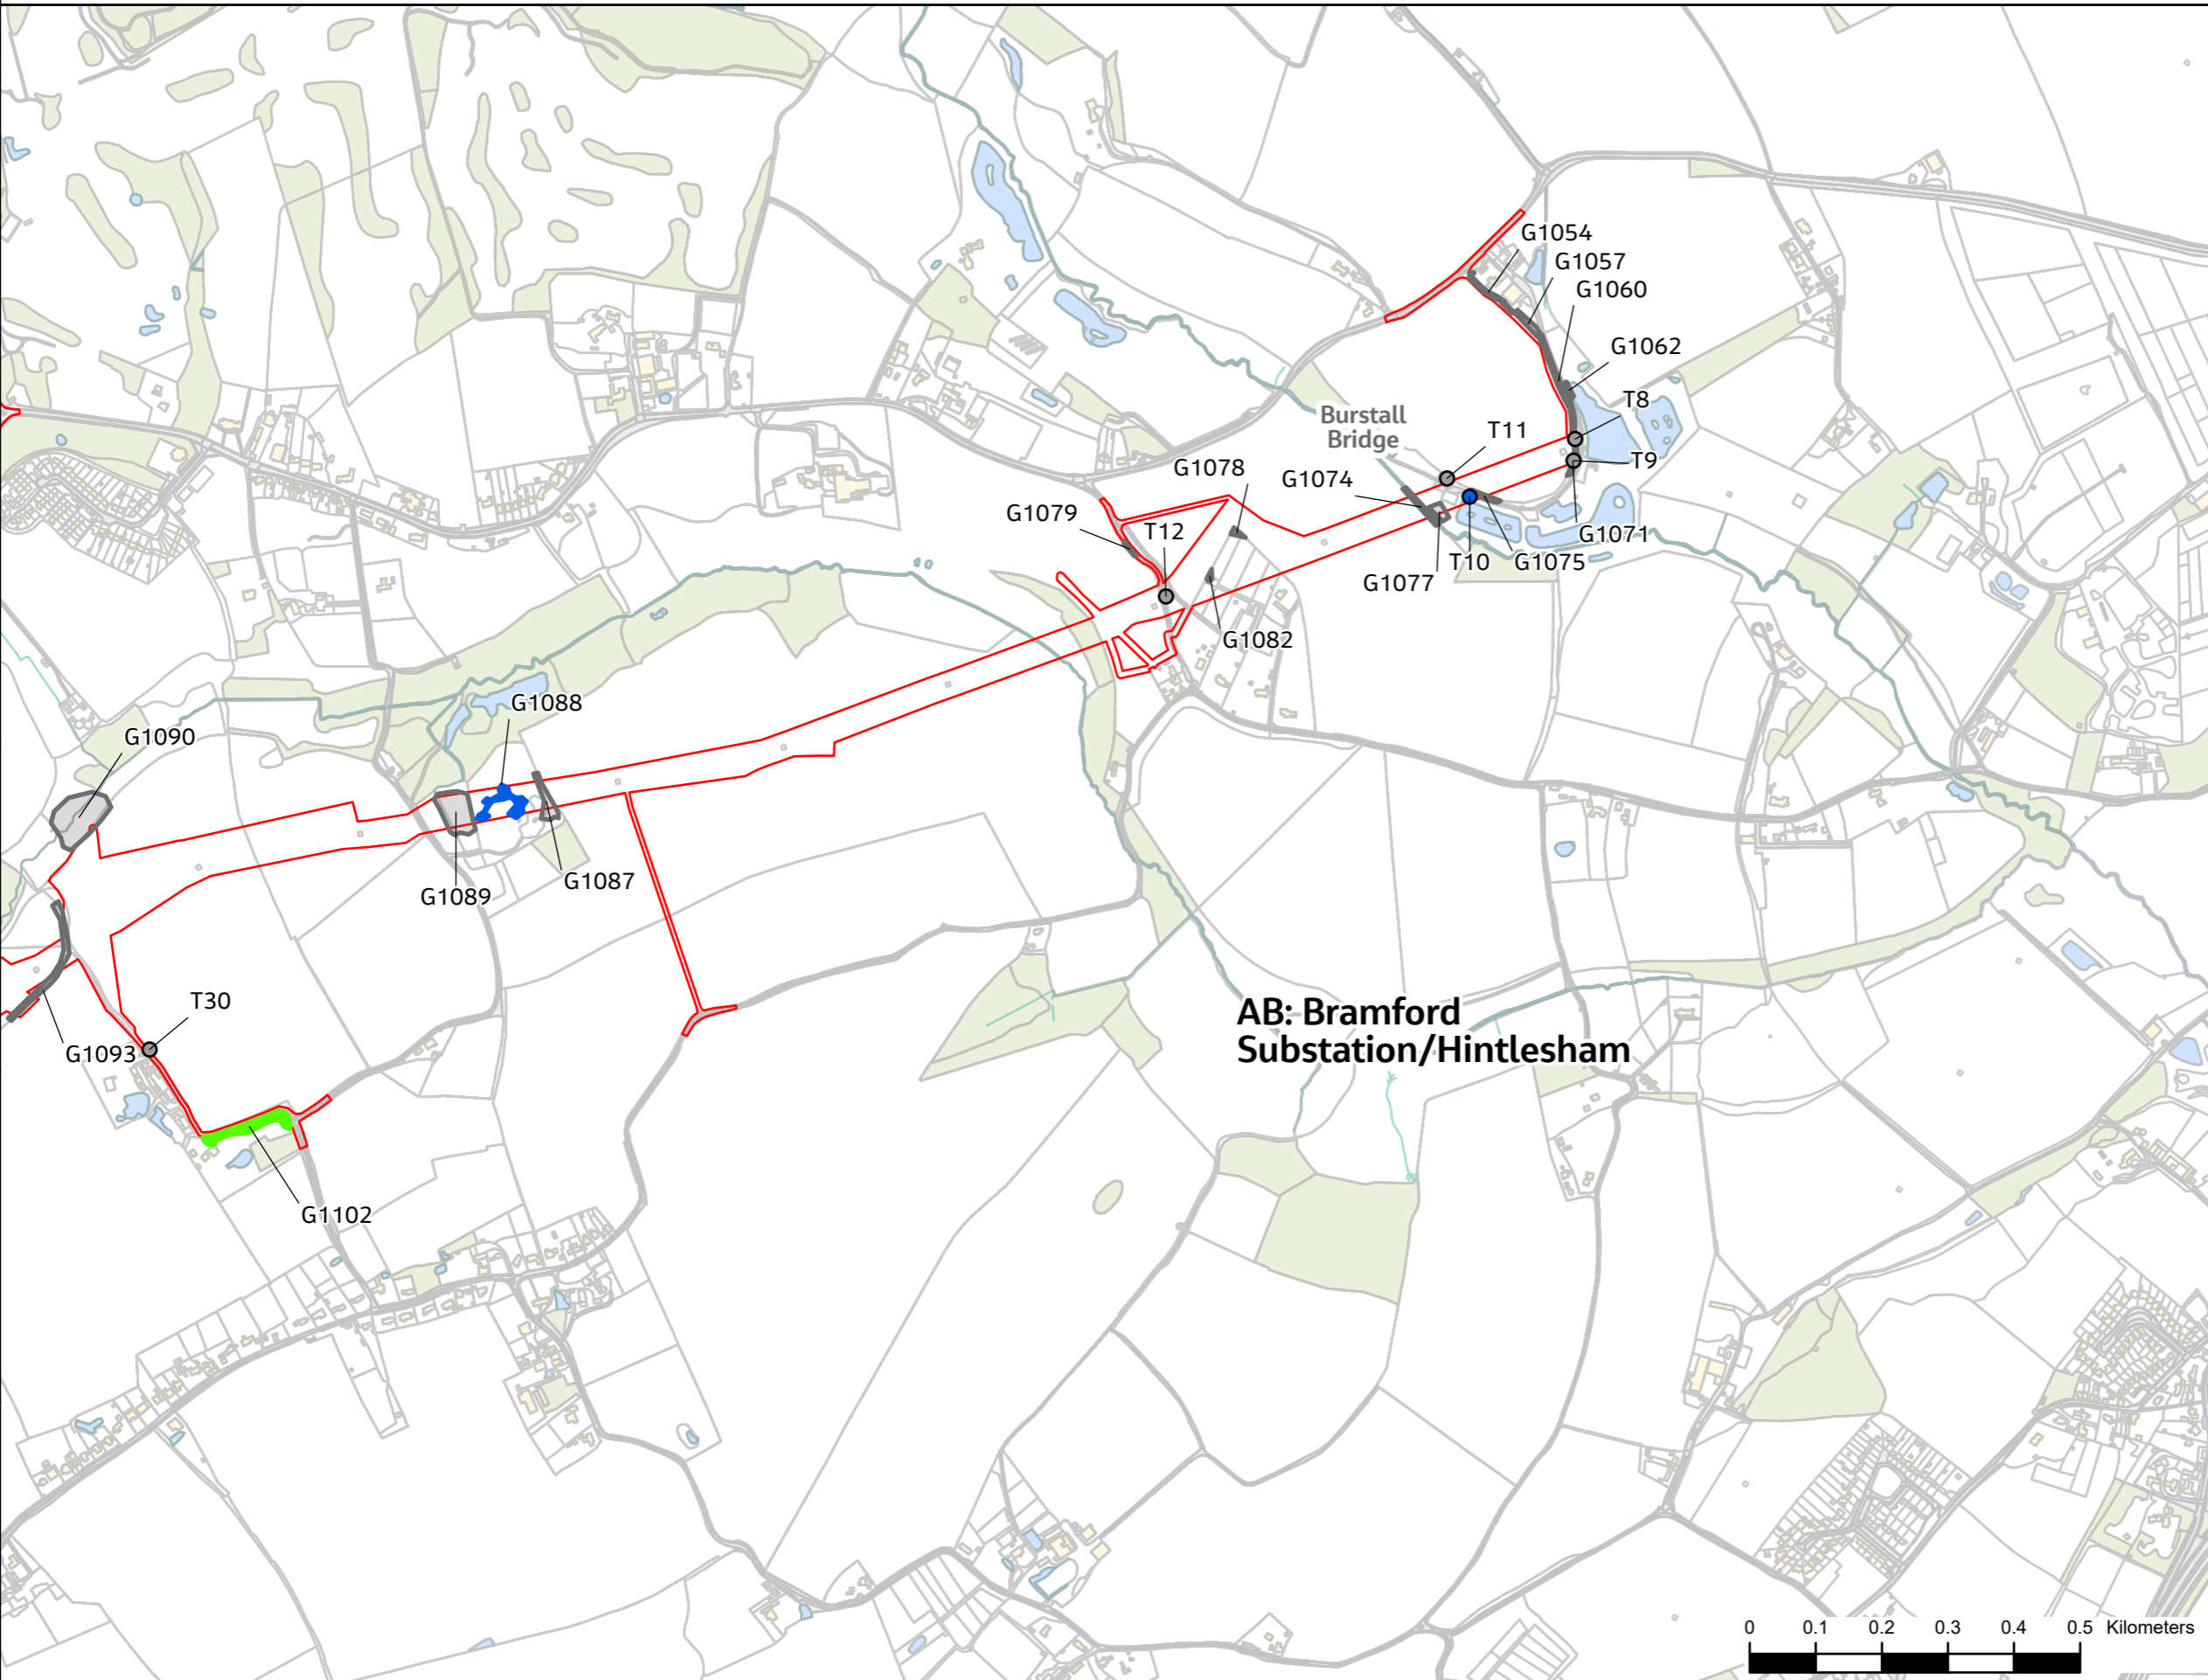 G1054
G1057
G1060
G1062
T8
Burstall
Bridge
T11
T9
G1078
G1074
G1079
T12
G1071
T10
G1075
G1077
G1082
G1088
G1090
G1087
G1089
T30
AB: Bramford
Substation/Hintlesham
G1093
G1102
0 0.1 0.2 0.3 0.4 0.5 Kilometers